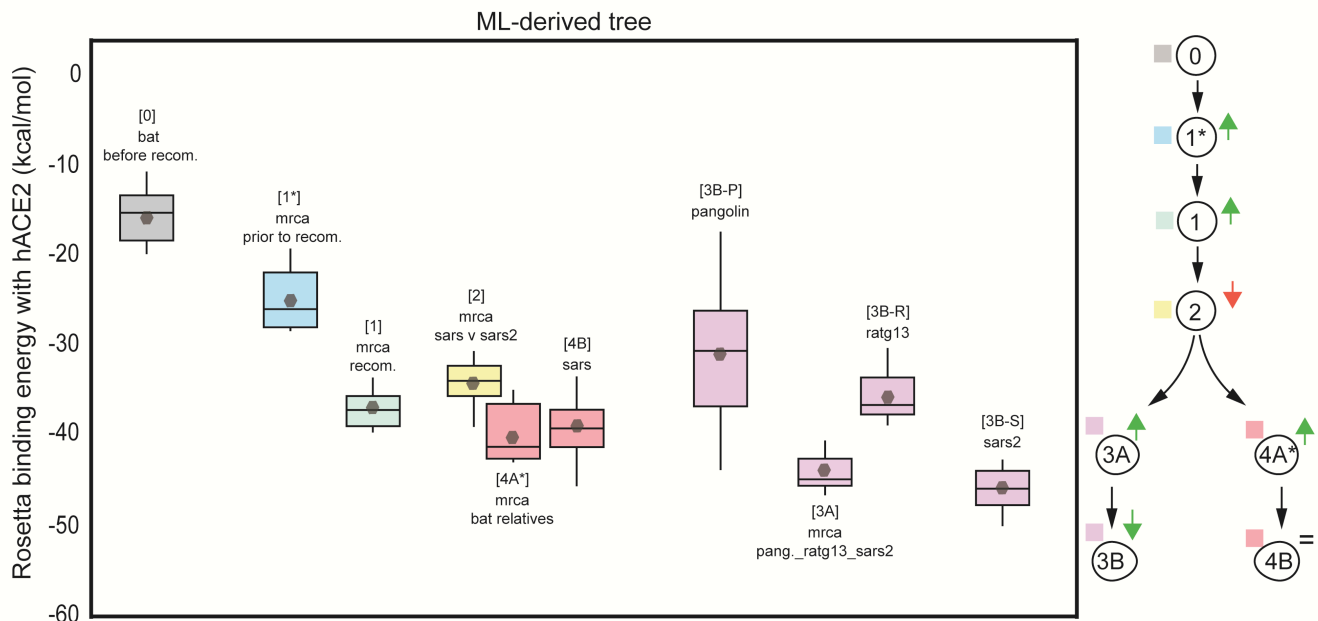 ML-derived tree
Rosetta binding energy with hACE2 (kcal/mol)
0
-10
-20
-30
-40
-50
-60
[0]
bat
before recom.
[1*]
mrca
prior to recom.
[1]
mrca
recom.
[2]
mrca
sars v sars2
[4A*]
mrca
bat relatives
[4B]
sars
[3B-P]
pangolin
[3A]
mrca
pang._ratg13_sars2
[3B-R]
ratg13
[3B-S]
sars2
0
1*
1
2
3A
4A*
3B
4B
=